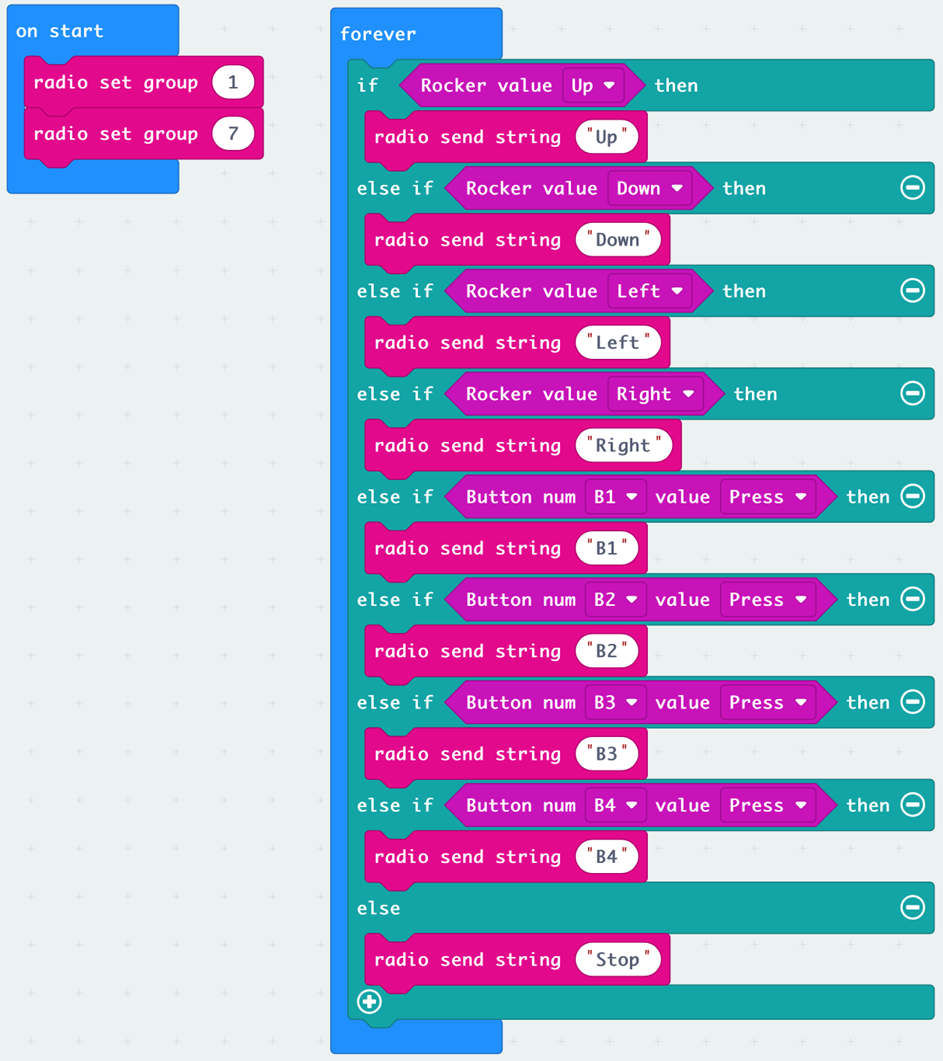 on start
radio set group 1
radio set group 7
forever
if Rocker value Up then
radio send string "Up"
else if Rocker value Down then
radio send string "Down"
else if Rocker value Left then
radio send string "Left"
else if Rocker value Right then
radio send string "Right"
else if Button num B1 value Press then
radio send string "B1"
else if Button num B2 value Press then
radio send string "B2"
else if Button num B3 value Press then
radio send string "B3"
else if Button num B4 value Press then
radio send string "B4"
else
radio send string "Stop"